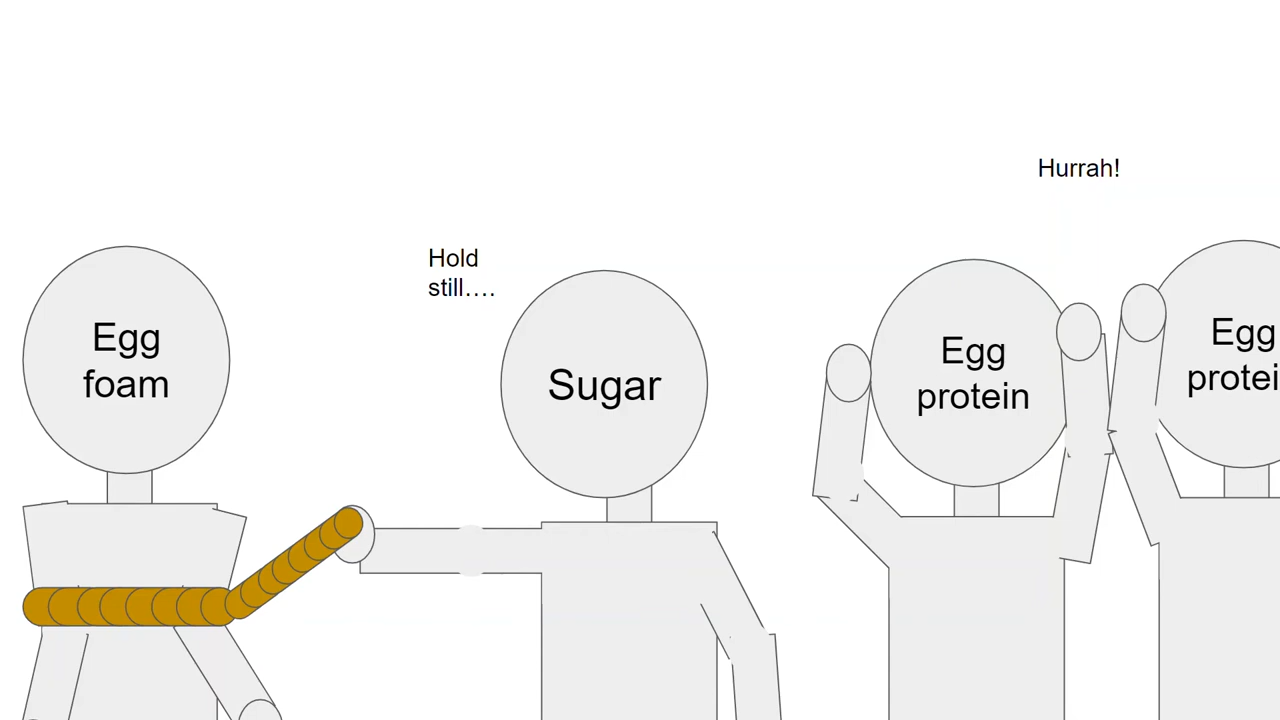 Hurrah!
Hold
still....
Egg
foam
Sugar
Egg
protein
Egg
protei